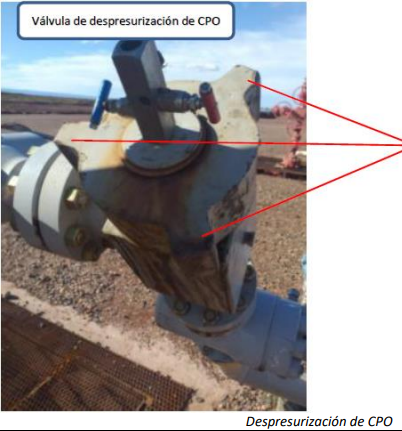 Válvula de despresurización de CPO
Despresurización de CPO